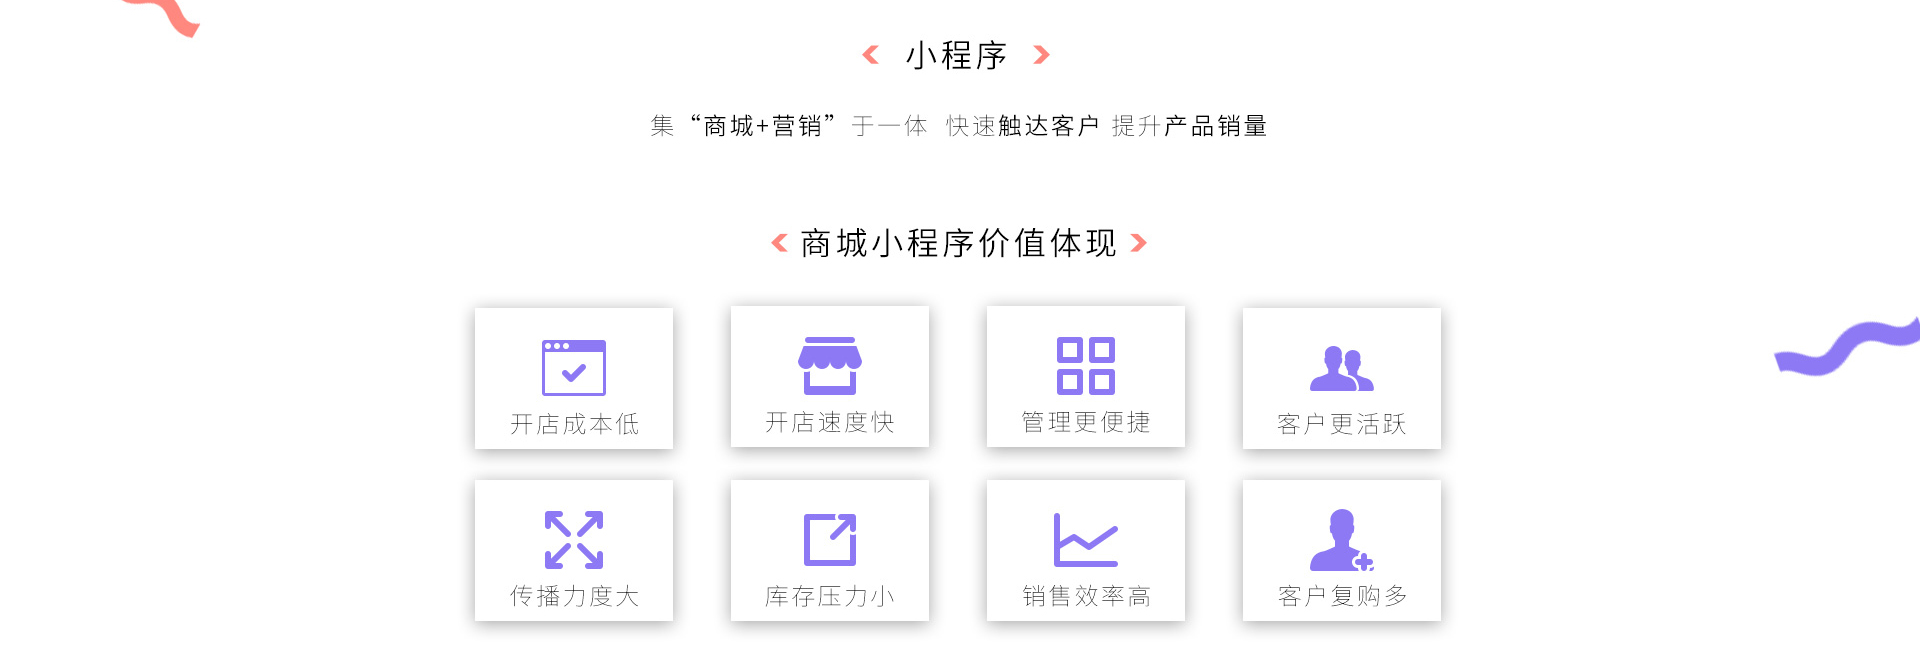 小程序
集“商城+营销”于一体 快速触达客户 提升产品销量
商城小程序价值体现
开店成本低
开店速度快
管理更便捷
客户更活跃
传播力度大
库存压力小
销售效率高
客户复购多